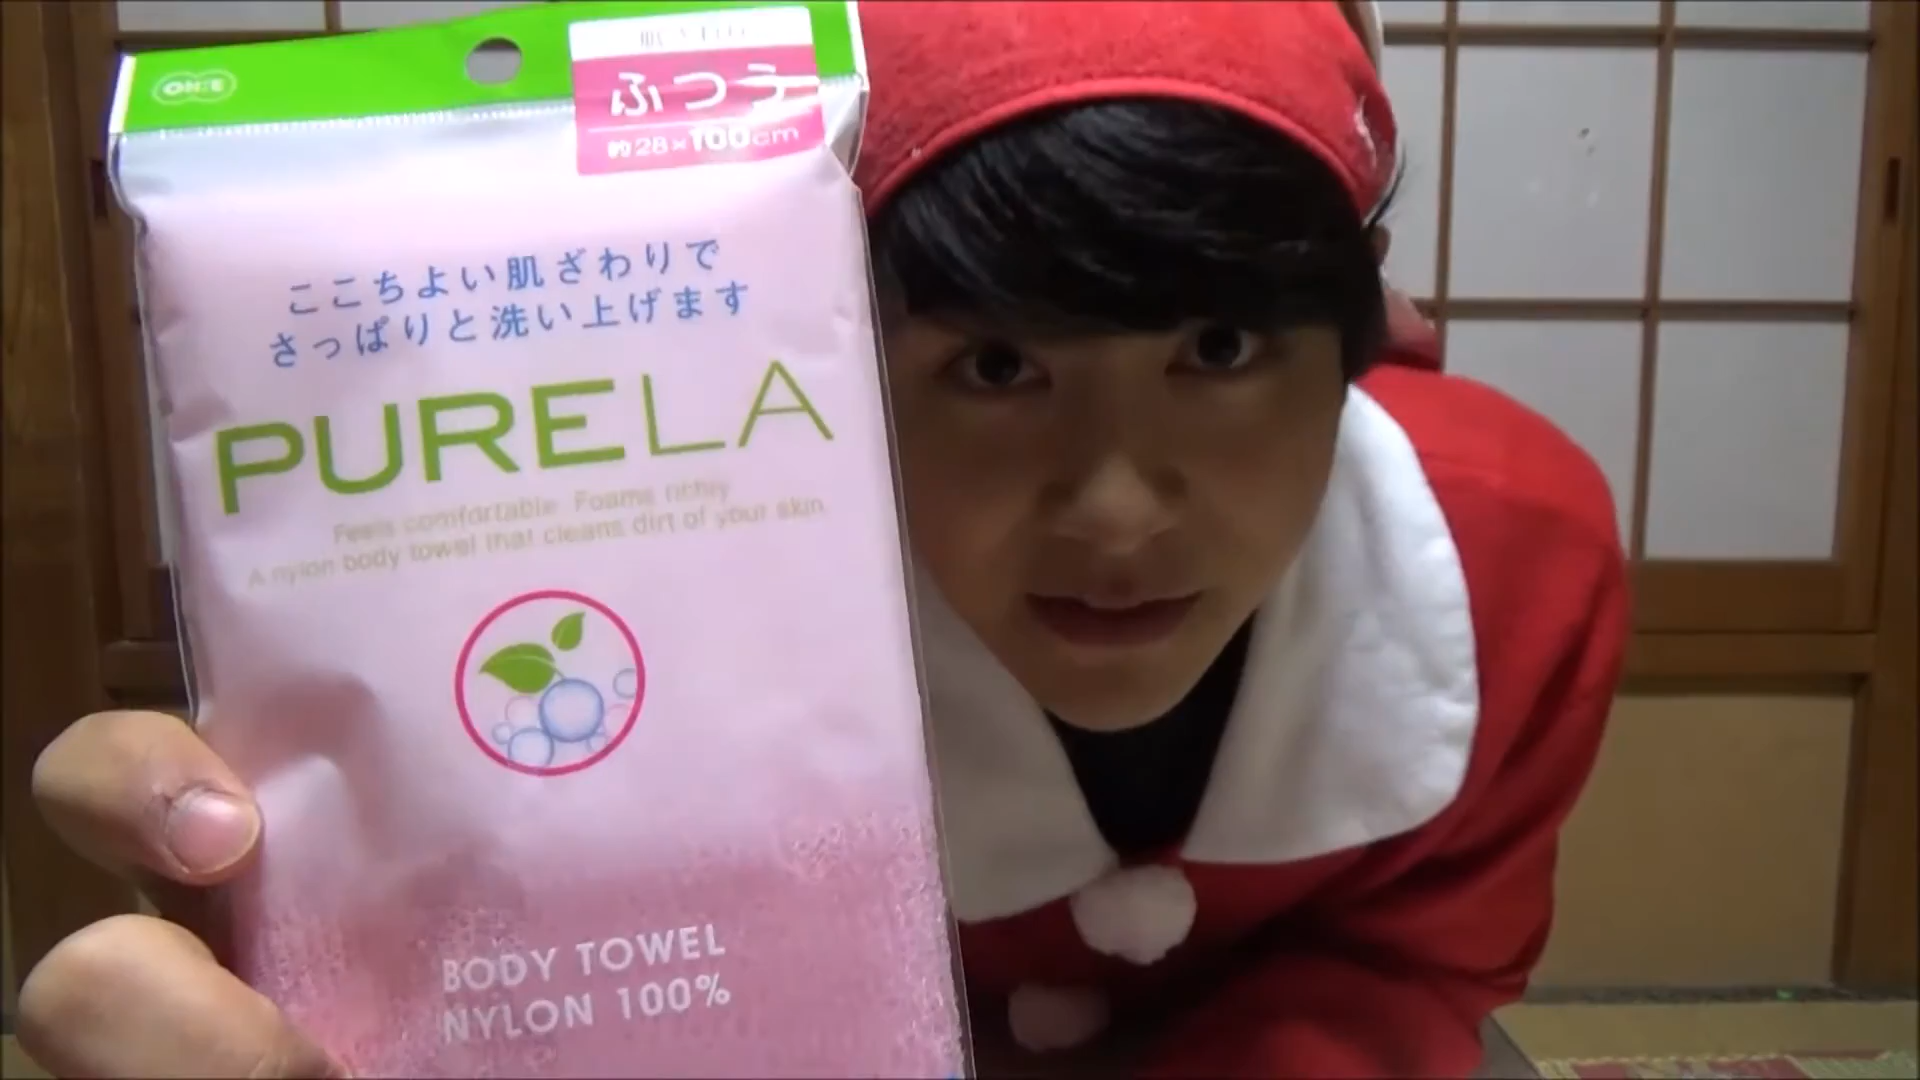 OHE
ふつう
約28×100cm
ここちよい肌ざわりで
さっぱりと洗い上げます
PURELA
Feels comfortable. Foams richly
A nylon body towel that cleans dirt of your skin.
BODY TOWEL
NYLON 100%